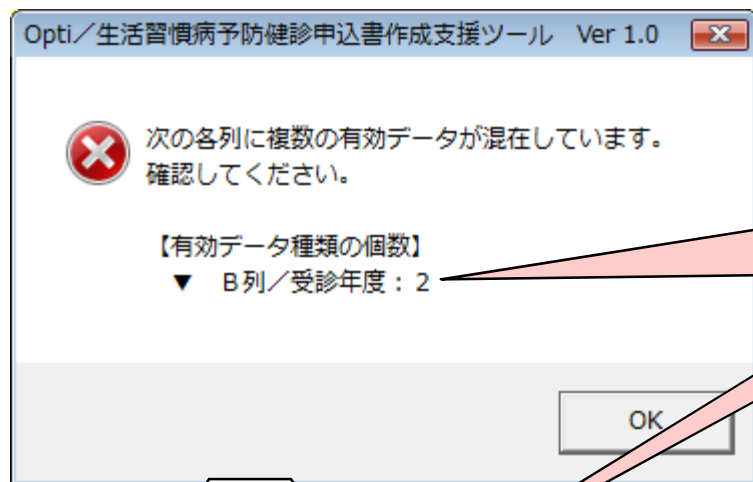 Opti／生活習慣病予防健診申込書作成支援ツール　Ver 1.0
次の各列に複数の有効データが混在しています。
確認してください。
【有効データ種類の個数】
▼　Ｂ列／受診年度：２
OK